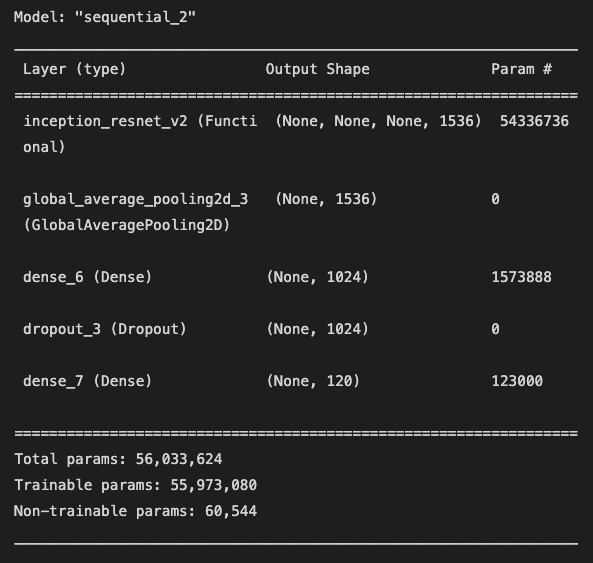 Model: "sequential_2"
Layer (type) Output Shape Param #
inception_resnet_v2 (Functi (None, None, None, 1536) 54336736
onal)
global_average_pooling2d_3 (None, 1536) 0
(GlobalAveragePooling2D)
dense_6 (Dense) (None, 1024) 1573888
dropout_3 (Dropout) (None, 1024) 0
dense_7 (Dense) (None, 120) 123000
Total params: 56,033,624
Trainable params: 55,973,080
Non-trainable params: 60,544